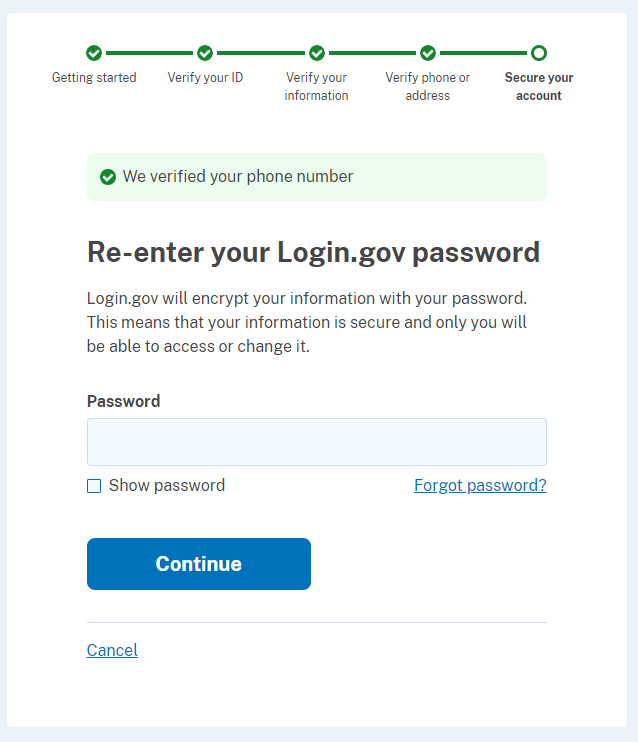 Getting started
Verify your ID
Verify your
information
Verify phone or
address
Secure your
account
We verified your phone number
Re-enter your Login.gov password
Login.gov will encrypt your information with your password.
This means that your information is secure and only you will
be able to access or change it.
Password
Show password
Forgot password?
Continue
Cancel